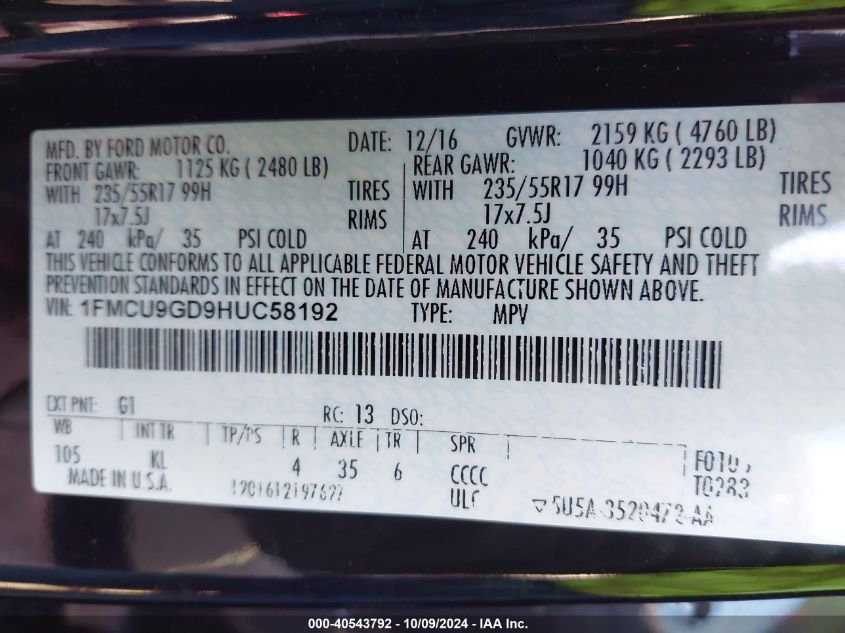 MFD. BY FORD MOTOR CO. DATE: 12/16 GVWR: 2159 KG ( 4760 LB)
FRONT GAWR: 1125 KG ( 2480 LB) REAR GAWR: 1040 KG ( 2293 LB)
WITH 235/55R17 99H TIRES WITH 235/55R17 99H TIRES
17x7.5J RIMS 17x7.5J RIMS
AT 240 kPa/ 35 PSI COLD AT 240 kPa/ 35 PSI COLD
THIS VEHICLE CONFORMS TO ALL APPLICABLE FEDERAL MOTOR VEHICLE SAFETY AND THEFT
PREVENTION STANDARDS IN EFFECT ON THE DATE OF MANUFACTURE SHOWN ABOVE.
VIN: 1FMCU9GD9HUC58192 TYPE: MPV
EXT PNT: G1 RC: 13 DSO:
WB INT TR TP/PS R AXLE TR SPR
105 KL 4 35 6 CCCC
MADE IN U.S.A. ULF
T0283
000-40543792 - 10/09/2024 - IAA Inc.